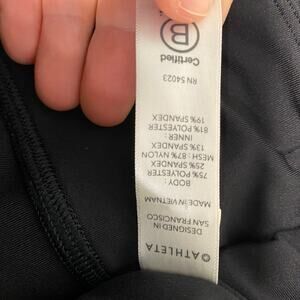 ATHLETA
DESIGNED IN
SAN FRANCISCO
MADE IN VIETNAM
BODY:
75% POLYESTER
25% SPANDEX
MESH: 87% NYLON
13% SPANDEX
INNER:
81% POLYESTER
19% SPANDEX
RN 54023
Certified
B